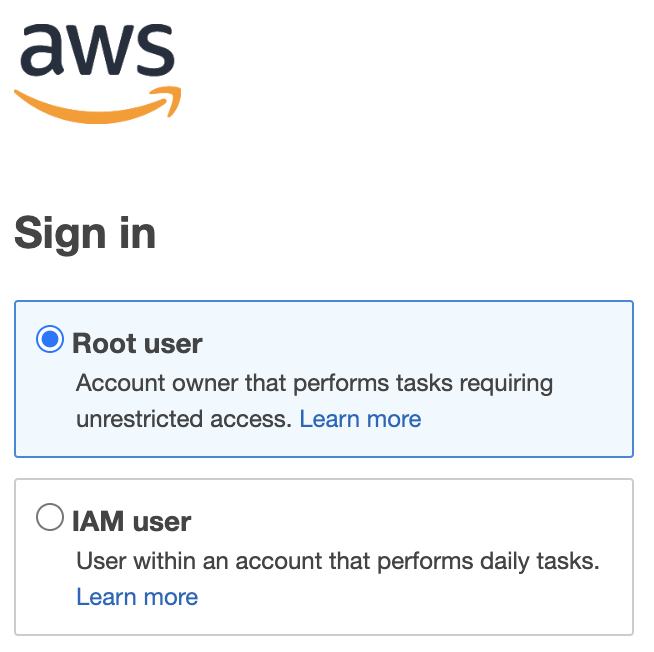 aws
Sign in
Root user
Account owner that performs tasks requiring
unrestricted access. Learn more
IAM user
User within an account that performs daily tasks.
Learn more